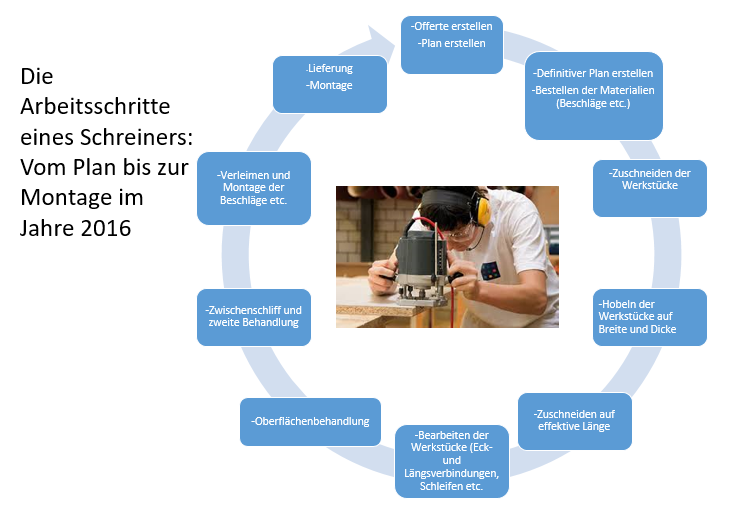 Die
Arbeitsschritte
eines Schreiners:
Vom Plan bis zur
Montage im
Jahre 2016
-Offerte erstellen
-Plan erstellen
-Definitiver Plan erstellen
-Bestellen der Materialien
(Beschläge etc.)
-Zuschneiden der
Werkstücke
-Hobeln der
Werkstücke auf
Breite und Dicke
-Zuschneiden auf
effektive Länge
-Bearbeiten der
Werkstücke (Eck-
und
Längsverbindungen,
Schleifen etc.
-Oberflächenbehandlung
-Zwischenschliff und
zweite Behandlung
-Verleimen und
Montage der
Beschläge etc.
.Lieferung
-Montage